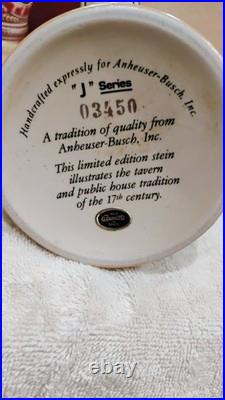 Handcrafted expressly for Anheuser-Busch, Inc.
"J" Series
03450
A tradition of quality from
Anheuser-Busch, Inc.
This limited edition stein
illustrates the tavern
and public house tradition
of the 17th century.